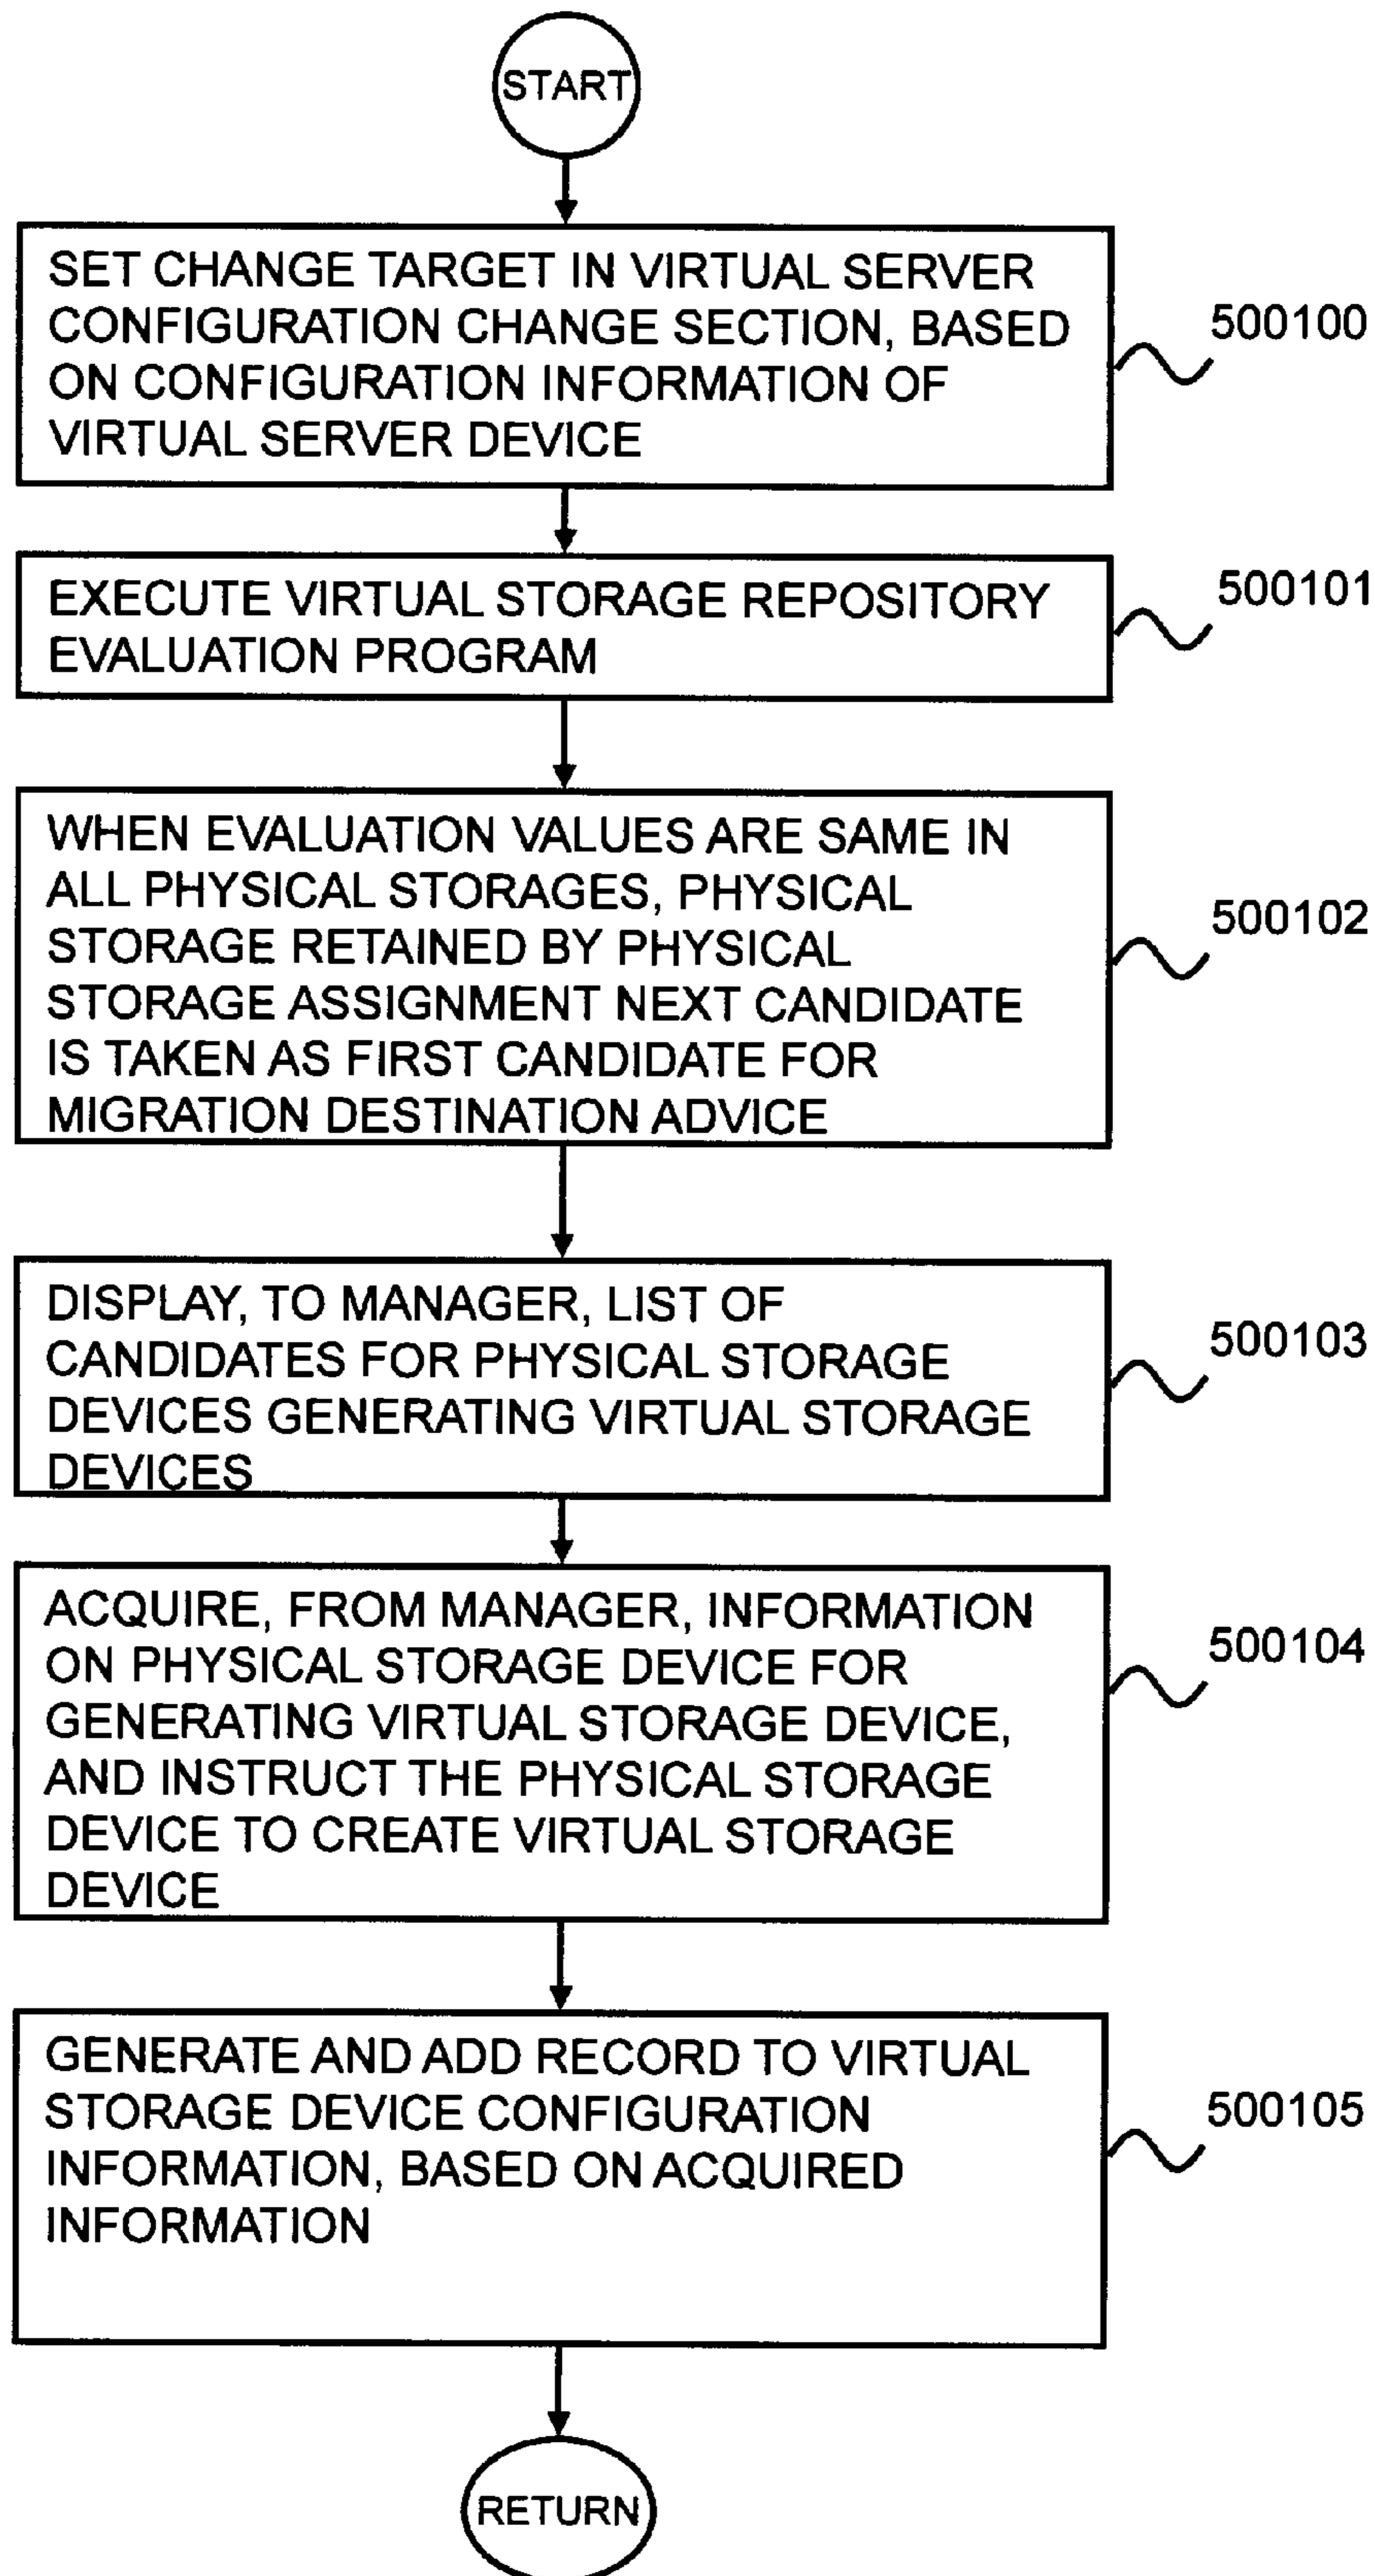 START
SET CHANGE TARGET IN VIRTUAL SERVER
CONFIGURATION CHANGE SECTION, BASED
ON CONFIGURATION INFORMATION OF
VIRTUAL SERVER DEVICE
500100
EXECUTE VIRTUAL STORAGE REPOSITORY
EVALUATION PROGRAM
500101
WHEN EVALUATION VALUES ARE SAME IN
ALL PHYSICAL STORAGES, PHYSICAL
STORAGE RETAINED BY PHYSICAL
STORAGE ASSIGNMENT NEXT CANDIDATE
IS TAKEN AS FIRST CANDIDATE FOR
MIGRATION DESTINATION ADVICE
500102
DISPLAY, TO MANAGER, LIST OF
CANDIDATES FOR PHYSICAL STORAGE
DEVICES GENERATING VIRTUAL STORAGE
DEVICES
500103
ACQUIRE, FROM MANAGER, INFORMATION
ON PHYSICAL STORAGE DEVICE FOR
GENERATING VIRTUAL STORAGE DEVICE,
AND INSTRUCT THE PHYSICAL STORAGE
DEVICE TO CREATE VIRTUAL STORAGE
DEVICE
500104
GENERATE AND ADD RECORD TO VIRTUAL
STORAGE DEVICE CONFIGURATION
INFORMATION, BASED ON ACQUIRED
INFORMATION
500105
RETURN